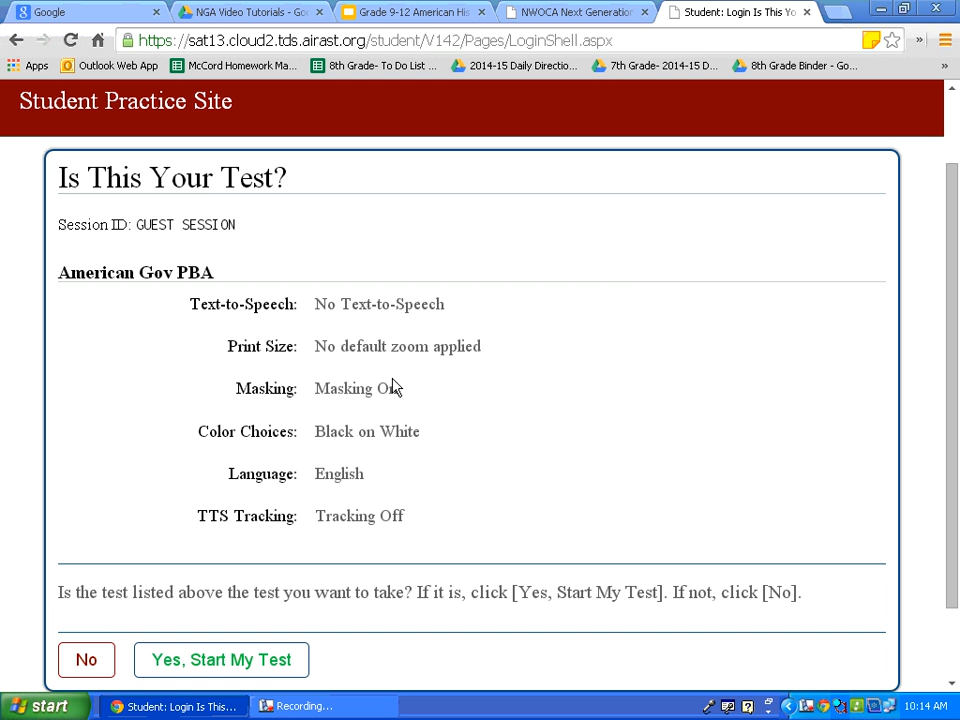 Google
NGA Video Tutorials - Go
Grade 9-12 American His
NWOCA Next Generation
Student: Login Is This Yo
https://sat13.cloud2.tds.airast.org/student/V142/Pages/LoginShell.aspx
Apps
Outlook Web App
McCord Homework Ma...
8th Grade- To Do List ...
2014-15 Daily Directio...
7th Grade- 2014-15 D...
8th Grade Binder - Go...
Student Practice Site
Is This Your Test?
Session ID: GUEST SESSION
American Gov PBA
Text-to-Speech: No Text-to-Speech
Print Size: No default zoom applied
Masking: Masking On
Color Choices: Black on White
Language: English
TTS Tracking: Tracking Off
Is the test listed above the test you want to take? If it is, click [Yes, Start My Test]. If not, click [No].
No
Yes, Start My Test
start
Student: Login Is This...
Recording...
10:14 AM